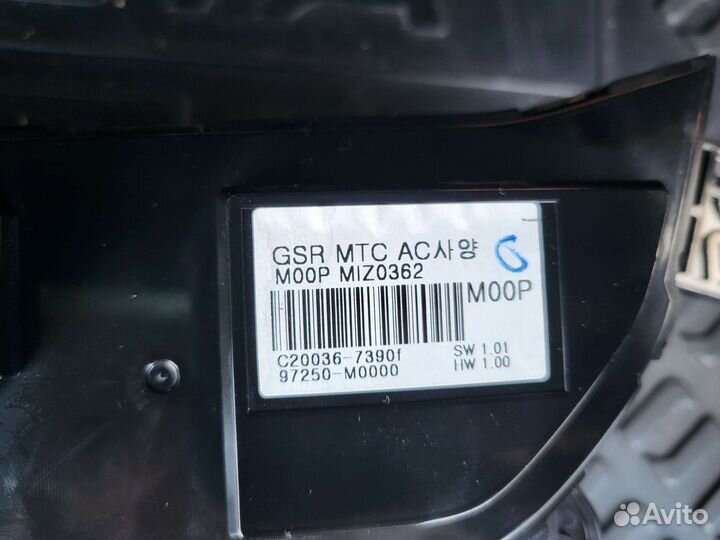 GSR MTC AC사양
M00P MIZ0362
M00P
C20036-7390f
97250-M0000
SW 1.01
HW 1.00
Avito